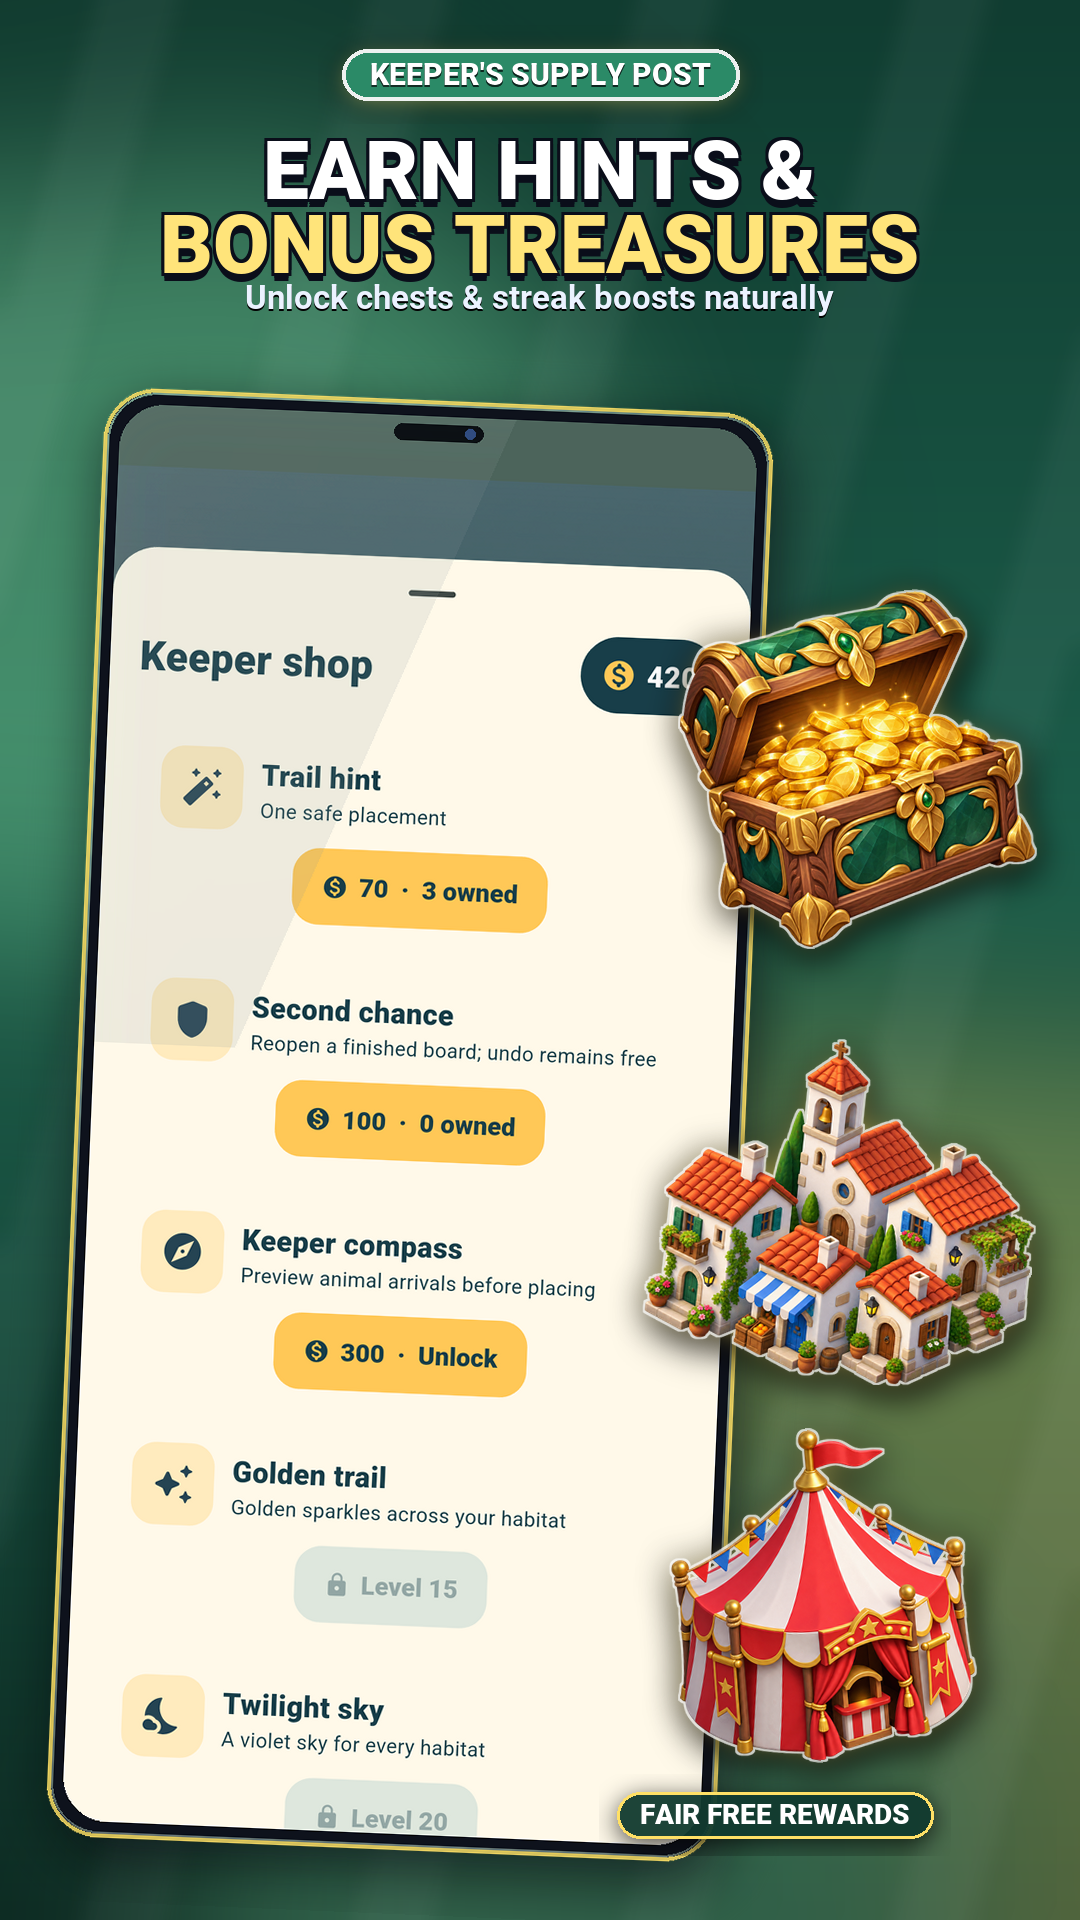 KEEPER'S SUPPLY POST
EARN HINTS &
BONUS TREASURES
Unlock chests & streak boosts naturally
Keeper shop
420
Trail hint
One safe placement
70 · 3 owned
Second chance
Reopen a finished board; undo remains free
100 · 0 owned
Keeper compass
Preview animal arrivals before placing
300 · Unlock
Golden trail
Golden sparkles across your habitat
Level 15
Twilight sky
A violet sky for every habitat
Level 20
FAIR FREE REWARDS